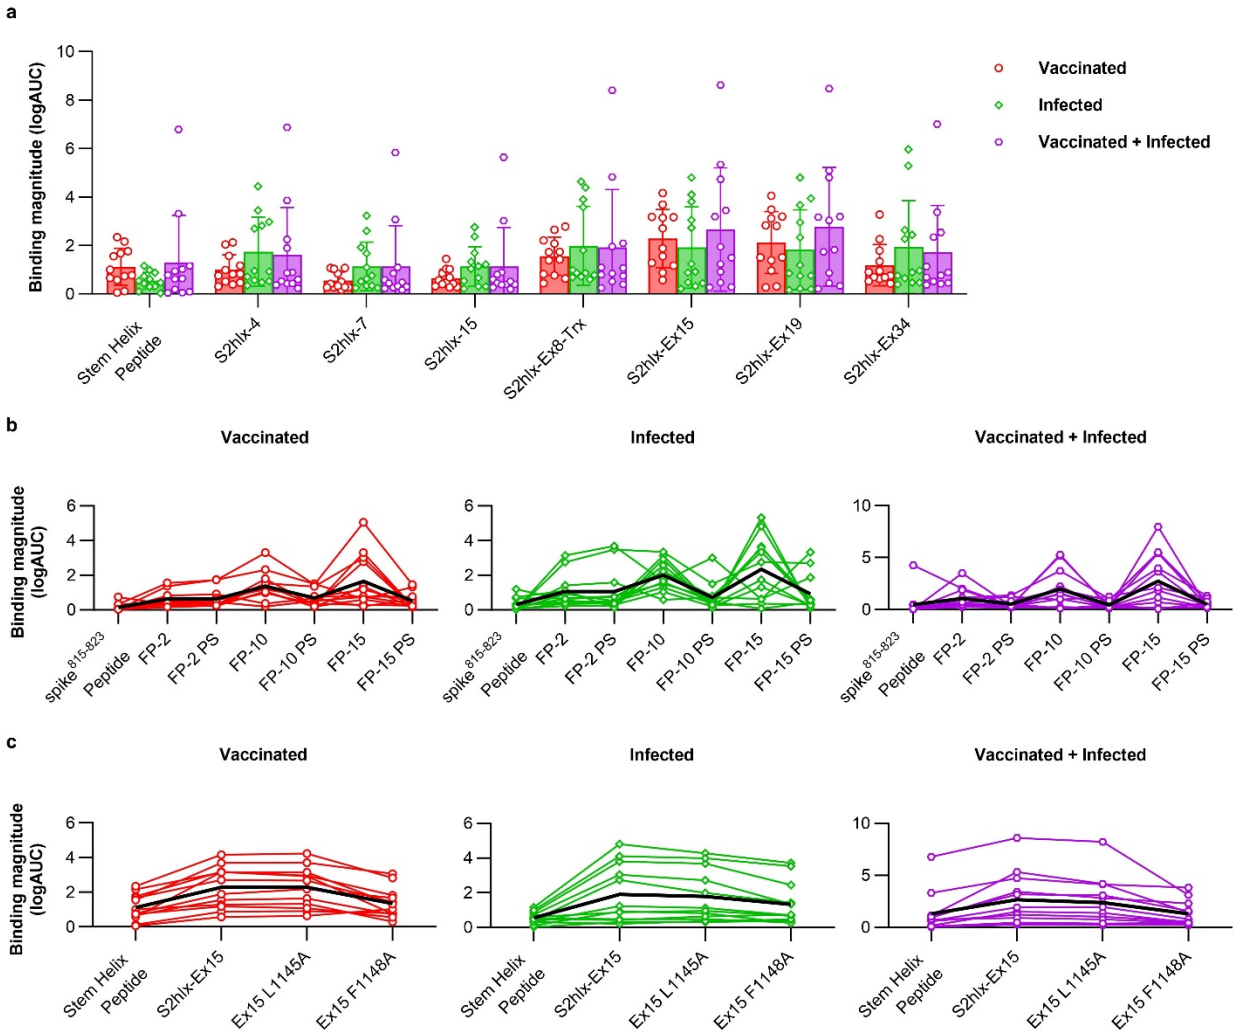 a
Binding magnitude (logAUC)
10
8
6
4
2
0
Stem Helix
Peptide
S2hlx-4
S2hlx-7
S2hlx-15
S2hlx-Ex8-Trx
S2hlx-Ex15
S2hlx-Ex19
S2hlx-Ex34
Vaccinated
Infected
Vaccinated + Infected
b
Vaccinated
Binding magnitude
(logAUC)
6
4
2
0
spike 815-823
Peptide
FP-2
FP-2 PS
FP-10
FP-10 PS
FP-15
FP-15 PS
Infected
6
4
2
0
spike 815-823
Peptide
FP-2
FP-2 PS
FP-10
FP-10 PS
FP-15
FP-15 PS
Vaccinated + Infected
10
5
0
spike 815-823
Peptide
FP-2
FP-2 PS
FP-10
FP-10 PS
FP-15
FP-15 PS
c
Vaccinated
Binding magnitude
(logAUC)
6
4
2
0
Stem Helix
Peptide
S2hlx-Ex15
Ex15 L1145A
Ex15 F1148A
Infected
6
4
2
0
Stem Helix
Peptide
S2hlx-Ex15
Ex15 L1145A
Ex15 F1148A
Vaccinated + Infected
10
5
0
Stem Helix
Peptide
S2hlx-Ex15
Ex15 L1145A
Ex15 F1148A